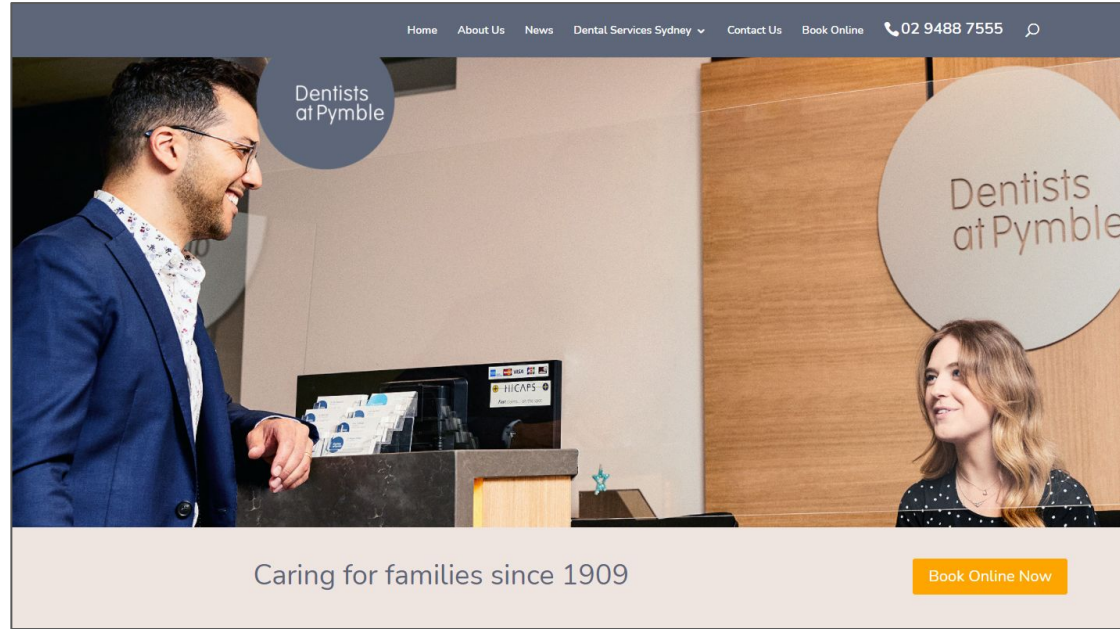 Home About Us News Dental Services Sydney Contact Us Book Online 02 9488 7555
Dentists
at Pymble
Dentists
at Pymble
VISA
HICAPS
Caring for families since 1909
Book Online Now